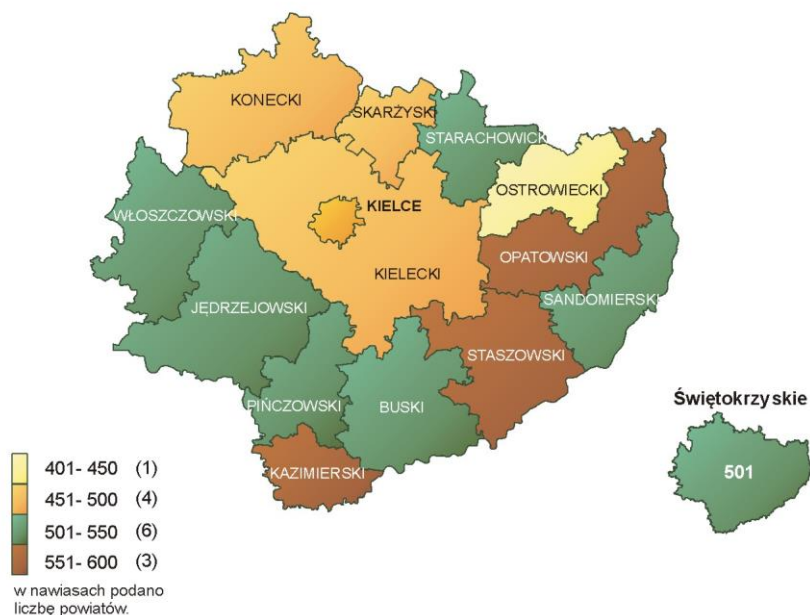 KONECKI
SKARŻYSKI
STARACHOWICKI
OSTROWIECKI
WŁOSZCZOWSKI
KIELCE
KIELECKI
OPATOWSKI
SANDOMIERSKI
JĘDRZEJOWSKI
STASZOWSKI
PIŃCZOWSKI
BUSKI
KAZIMIERSKI
Świętokrzyskie
501
401- 450 (1)
451- 500 (4)
501- 550 (6)
551- 600 (3)
w nawiasach podano
liczbę powiatów.